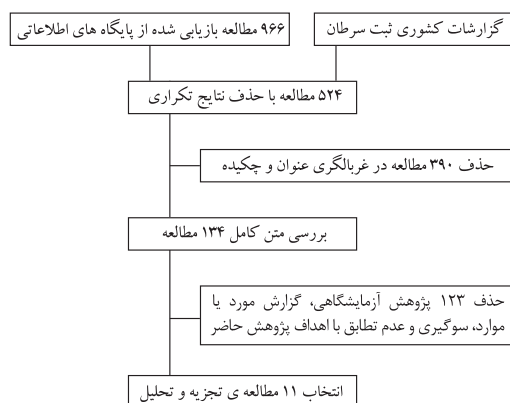 گزارشات کشوری ثبت سرطان
۹۶۶ مطالعه بازیابی شده از پایگاه های اطلاعاتی
۵۲۴ مطالعه با حذف نتایج تکراری
حذف ۳۹۰ مطالعه در غربالگری عنوان و چکیده
بررسی متن کامل ۱۳۴ مطالعه
حذف ۱۲۳ پژوهش آزمایشگاهی، گزارش مورد یا
موارد، سوگیری و عدم تطابق با اهداف پژوهش حاضر
انتخاب ۱۱ مطالعه ی تجزیه و تحلیل